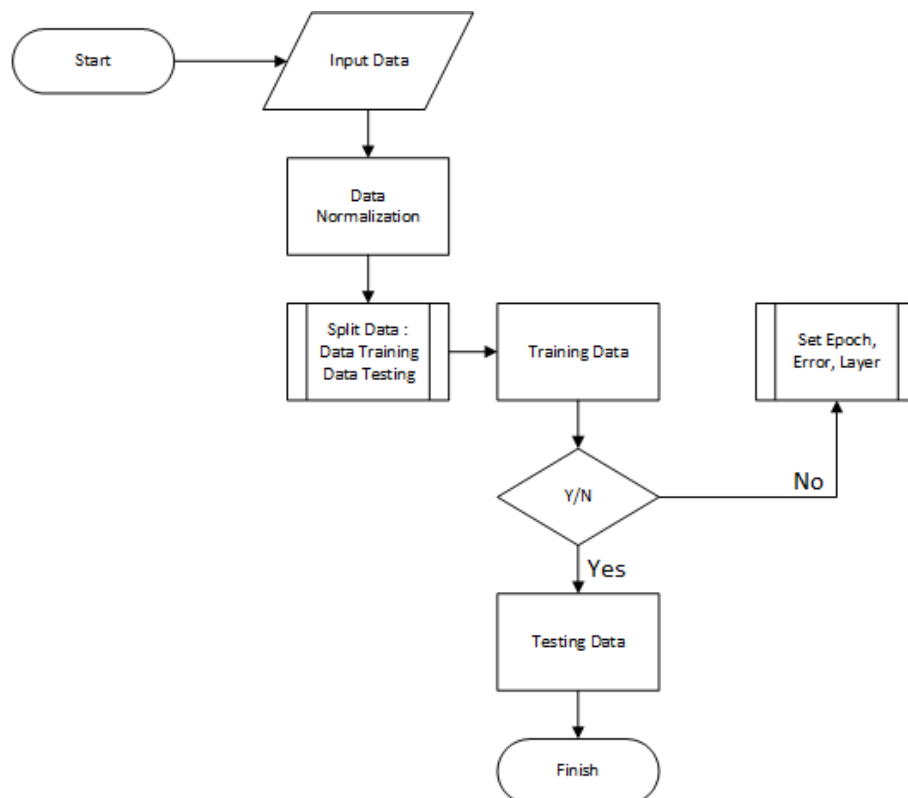 Start
Input Data
Data
Normalization
Split Data :
Data Training
Data Testing
Training Data
Set Epoch,
Error, Layer
Y/N
No
Yes
Testing Data
Finish